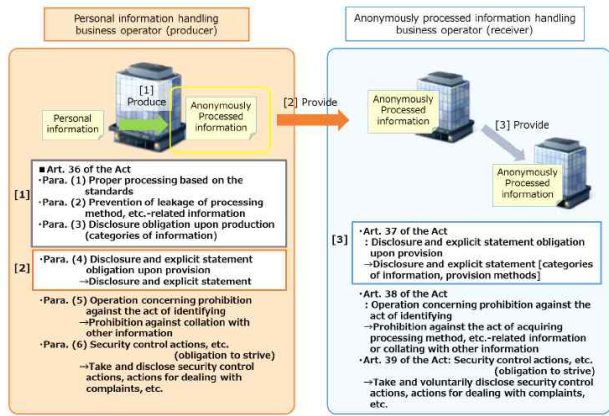 Personal information handling
business operator (producer)
Anonymously processed information handling
business operator (receiver)
[1]
Produce
Personal
information
Anonymously
Processed
information
[2] Provide
Anonymously
Processed
information
[3] Provide
Anonymously
Processed
information
[1]
■Art. 36 of the Act
・Para. (1) Proper processing based on the
standards
・Para. (2) Prevention of leakage of processing
method, etc.-related information
・Para. (3) Disclosure obligation upon production
(categories of information)
[2]
・Para. (4) Disclosure and explicit statement
obligation upon provision
→Disclosure and explicit statement
・Para. (5) Operation concerning prohibition
against the act of identifying
→Prohibition against collation with
other information
・Para. (6) Security control actions, etc.
(obligation to strive)
→Take and disclose security control
actions, actions for dealing with
complaints, etc.
[3]
・Art. 37 of the Act
: Disclosure and explicit statement obligation
upon provision
→Disclosure and explicit statement [categories
of information, provision methods]
・Art. 38 of the Act
: Operation concerning prohibition against the
act of identifying
→Prohibition against the act of acquiring
processing method, etc.-related information
or collating with other information
・Art. 39 of the Act: Security control actions, etc.
(obligation to strive)
→Take and voluntarily disclose security control
actions, actions for dealing with complaints,
etc.